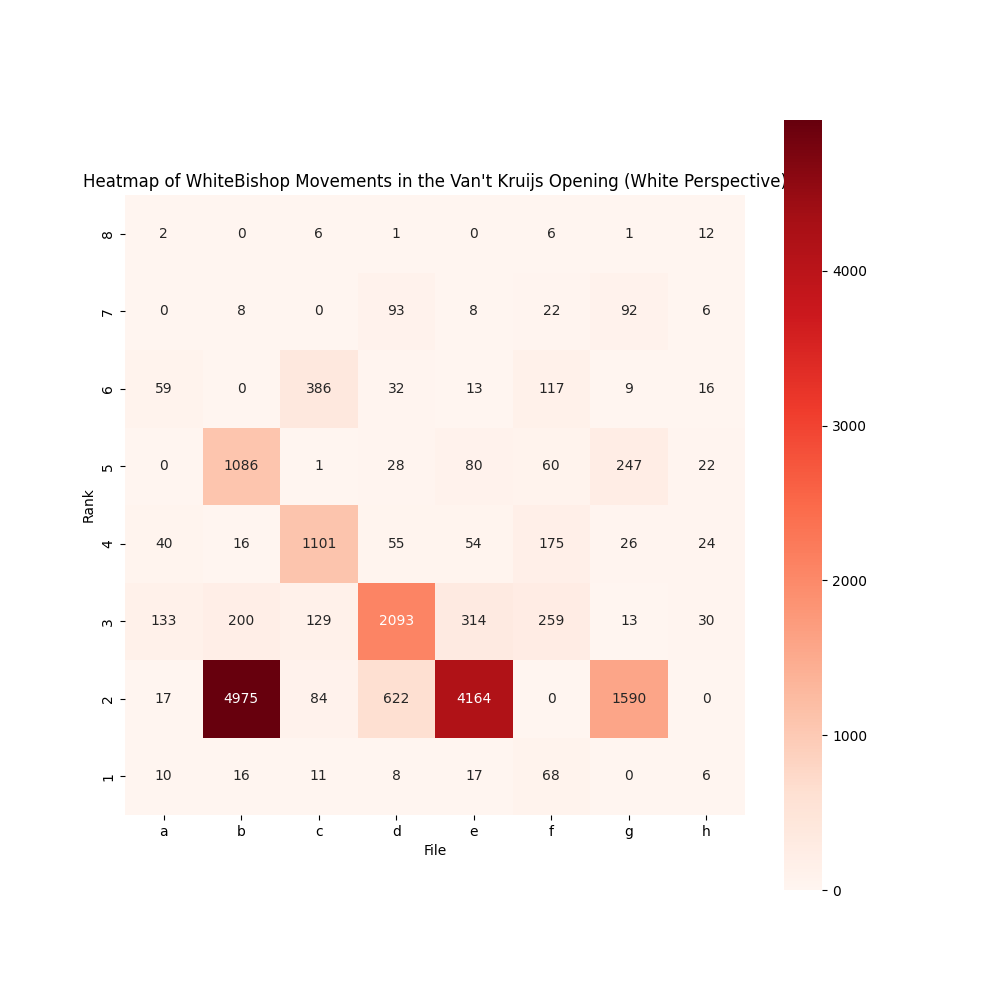 Heatmap of WhiteBishop Movements in the Van't Kruijs Opening (White Perspective)
8 2 0 6 1 0 6 1 12
7 0 8 0 93 8 22 92 6
6 59 0 386 32 13 117 9 16
5 0 1086 1 28 80 60 247 22
Rank
4 40 16 1101 55 54 175 26 24
3 133 200 129 2093 314 259 13 30
2 17 4975 84 622 4164 0 1590 0
1 10 16 11 8 17 68 0 6
a b c d e f g h
File
4000
3000
2000
1000
0